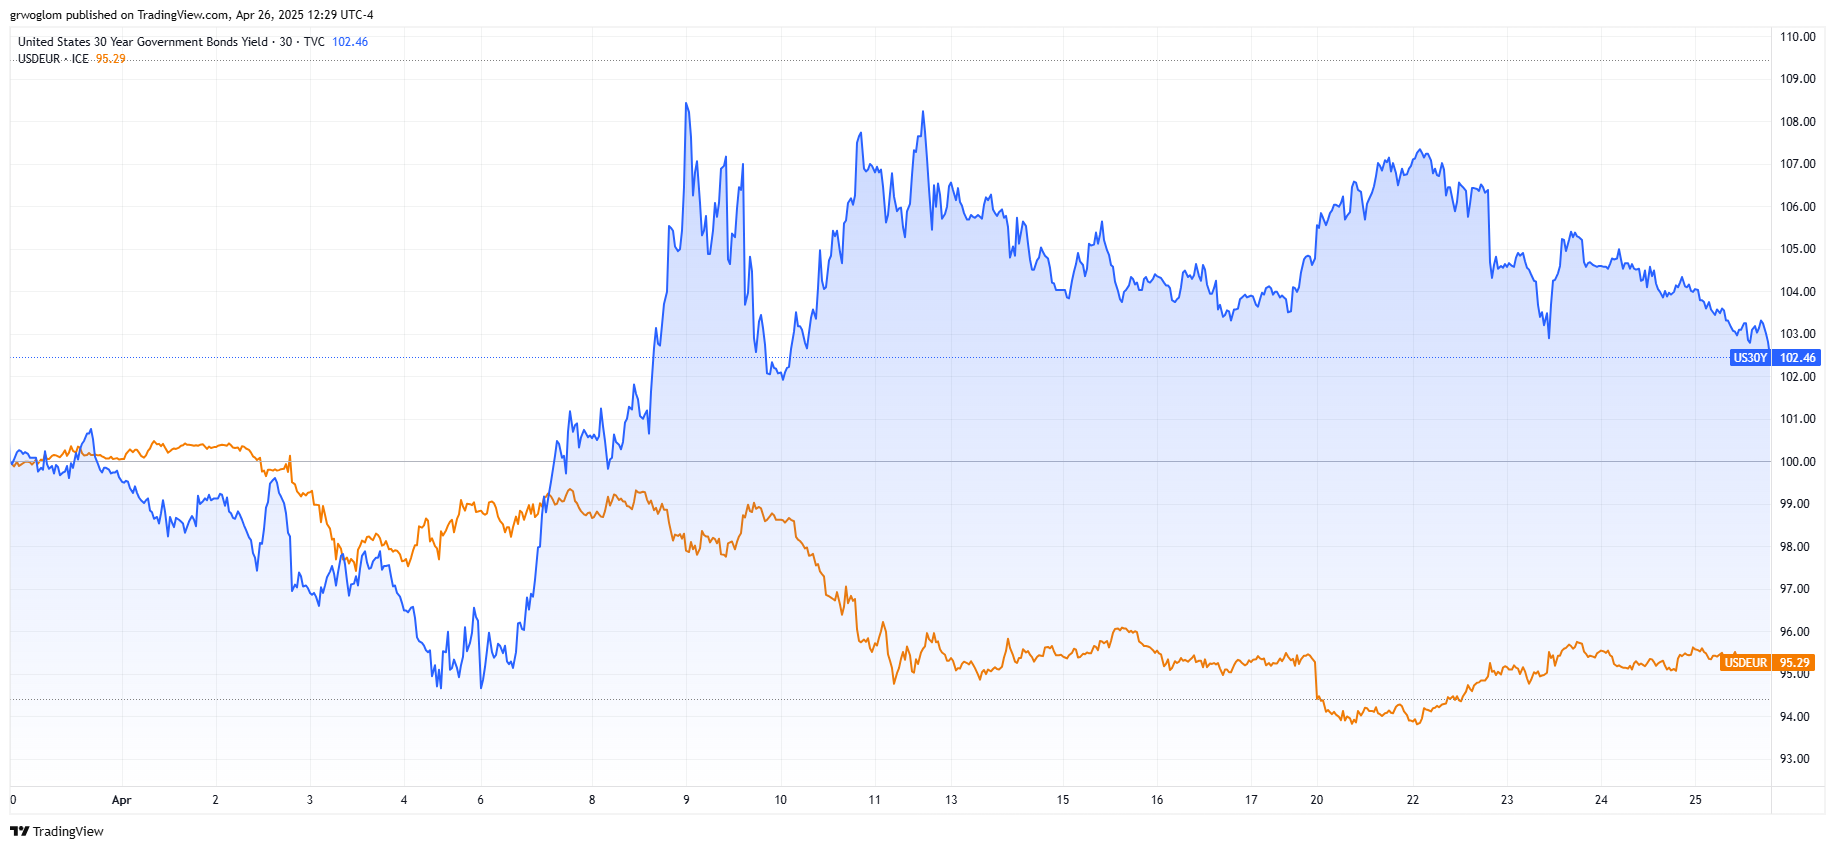 grwoglom published on TradingView.com, Apr 26, 2025 12:29 UTC-4
United States 30 Year Government Bonds Yield · 30 · TVC 102.46
USDEUR · ICE 95.29
110.00
109.00
108.00
107.00
106.00
105.00
104.00
103.00
US30Y 102.46
102.00
101.00
100.00
99.00
98.00
97.00
96.00
USDEUR 95.29
95.00
94.00
93.00
0 Apr 2 3 4 6 8 9 10 11 13 15 16 17 20 22 23 24 25
TradingView